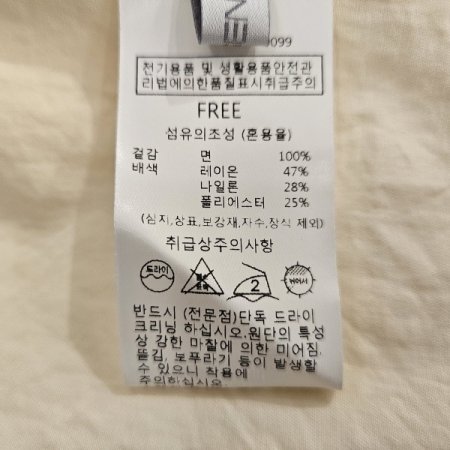 NE
099
전기용품 및 생활용품안전관
리법에의한품질표시취급주의
FREE
섬유의조성 (혼용율)
겉감 면 100%
배색 레이온 47%
나일론 28%
폴리에스터 25%
(심지,상표,보강재,자수,장식 제외)
취급상주의사항
드라이
2
뉘어서
반드시 (전문점)단독 드라이
크리닝 하십시오.원단의 특성
상 강한 마찰에 의한 미어짐,
뜯김, 보푸라기 등이 발생할
수 있으니 착용에
주의하십시오